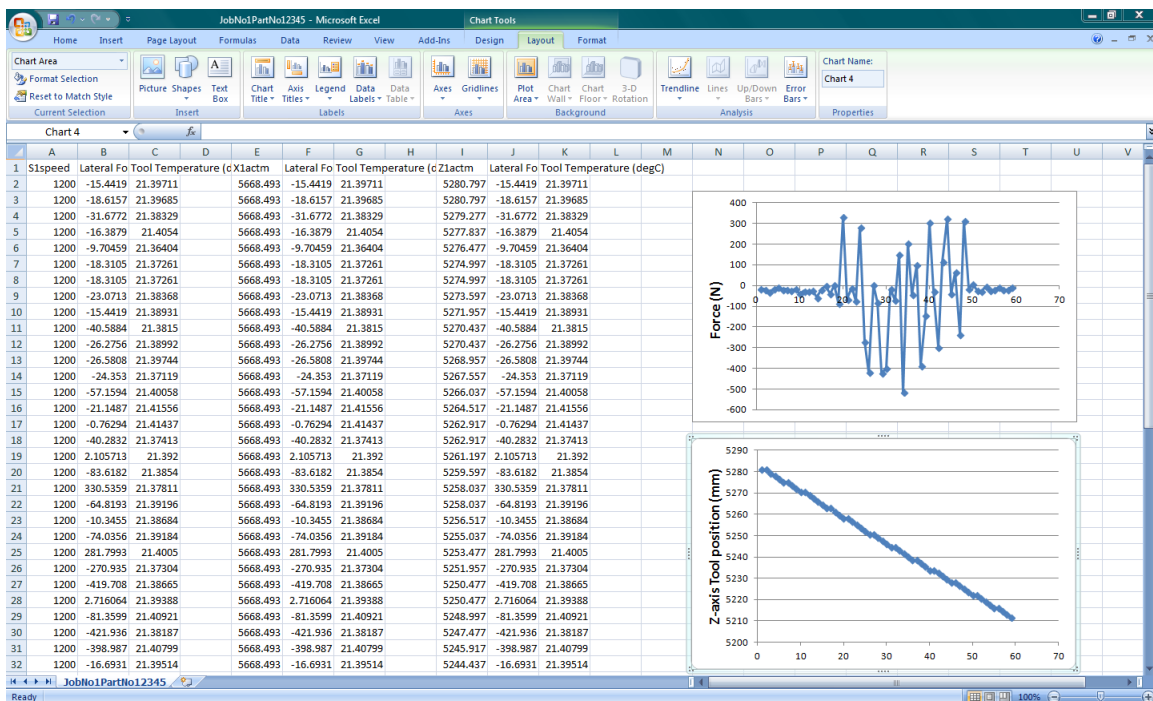 JobNo1PartNo12345 - Microsoft Excel Chart Tools
Home Insert Page Layout Formulas Data Review View Add-Ins Design Layout Format
Chart Area
Format Selection
Reset to Match Style
Current Selection
Picture Shapes Text Box
Insert
Chart Title Axis Titles Legend Data Labels Data Table
Labels
Axes Gridlines
Axes
Plot Area Chart Wall Chart Floor 3-D Rotation
Background
Trendline Lines Up/Down Bars Error Bars
Analysis
Chart Name:
Chart 4
Properties
Chart 4 fx
A B C D E F G H I J K L M N O P Q R S T U V
1 S1speed Lateral Fo Tool Temperature (d X1actm Lateral Fo Tool Temperature (d Z1actm Lateral Fo Tool Temperature (degC)
2 1200 -15.4419 21.39711 5668.493 -15.4419 21.39711 5280.797 -15.4419 21.39711
3 1200 -18.6157 21.39685 5668.493 -18.6157 21.39685 5280.797 -18.6157 21.39685
4 1200 -31.6772 21.38329 5668.493 -31.6772 21.38329 5279.277 -31.6772 21.38329
5 1200 -16.3879 21.4054 5668.493 -16.3879 21.4054 5277.837 -16.3879 21.4054
6 1200 -9.70459 21.36404 5668.493 -9.70459 21.36404 5276.477 -9.70459 21.36404
7 1200 -18.3105 21.37261 5668.493 -18.3105 21.37261 5274.997 -18.3105 21.37261
8 1200 -18.3105 21.37261 5668.493 -18.3105 21.37261 5274.997 -18.3105 21.37261
9 1200 -23.0713 21.38368 5668.493 -23.0713 21.38368 5273.597 -23.0713 21.38368
10 1200 -15.4419 21.38931 5668.493 -15.4419 21.38931 5271.957 -15.4419 21.38931
11 1200 -40.5884 21.3815 5668.493 -40.5884 21.3815 5270.437 -40.5884 21.3815
12 1200 -26.2756 21.38992 5668.493 -26.2756 21.38992 5270.437 -26.2756 21.38992
13 1200 -26.5808 21.39744 5668.493 -26.5808 21.39744 5268.957 -26.5808 21.39744
14 1200 -24.353 21.37119 5668.493 -24.353 21.37119 5267.557 -24.353 21.37119
15 1200 -57.1594 21.40058 5668.493 -57.1594 21.40058 5266.037 -57.1594 21.40058
16 1200 -21.1487 21.41556 5668.493 -21.1487 21.41556 5264.517 -21.1487 21.41556
17 1200 -0.76294 21.41437 5668.493 -0.76294 21.41437 5262.917 -0.76294 21.41437
18 1200 -40.2832 21.37413 5668.493 -40.2832 21.37413 5262.937 -40.2832 21.37413
19 1200 2.105713 21.392 5668.493 2.105713 21.392 5261.197 2.105713 21.392
20 1200 -83.6182 21.3854 5668.493 -83.6182 21.3854 5259.597 -83.6182 21.3854
21 1200 330.5359 21.37811 5668.493 330.5359 21.37811 5258.037 330.5359 21.37811
22 1200 -64.8193 21.39196 5668.493 -64.8193 21.39196 5258.037 -64.8193 21.39196
23 1200 -10.3455 21.38684 5668.493 -10.3455 21.38684 5256.517 -10.3455 21.38684
24 1200 -74.0356 21.39184 5668.493 -74.0356 21.39184 5255.037 -74.0356 21.39184
25 1200 281.7993 21.4005 5668.493 281.7993 21.4005 5253.477 281.7993 21.4005
26 1200 -270.935 21.37304 5668.493 -270.935 21.37304 5251.957 -270.935 21.37304
27 1200 -419.708 21.38665 5668.493 -419.708 21.38665 5250.477 -419.708 21.38665
28 1200 2.716064 21.39388 5668.493 2.716064 21.39388 5250.477 2.716064 21.39388
29 1200 -81.3599 21.40921 5668.493 -81.3599 21.40921 5248.997 -81.3599 21.40921
30 1200 -421.936 21.38187 5668.493 -421.936 21.38187 5247.477 -421.936 21.38187
31 1200 -398.987 21.40799 5668.493 -398.987 21.40799 5245.917 -398.987 21.40799
32 1200 -16.6931 21.39514 5668.493 -16.6931 21.39514 5244.437 -16.6931 21.39514
Force (N)
400
300
200
100
0
-100
-200
-300
-400
-500
-600
0 10 20 30 40 50 60 70
Z-axis Tool position (mm)
5290
5280
5270
5260
5250
5240
5230
5220
5210
5200
0 10 20 30 40 50 60 70
JobNo1PartNo12345
Ready 100%